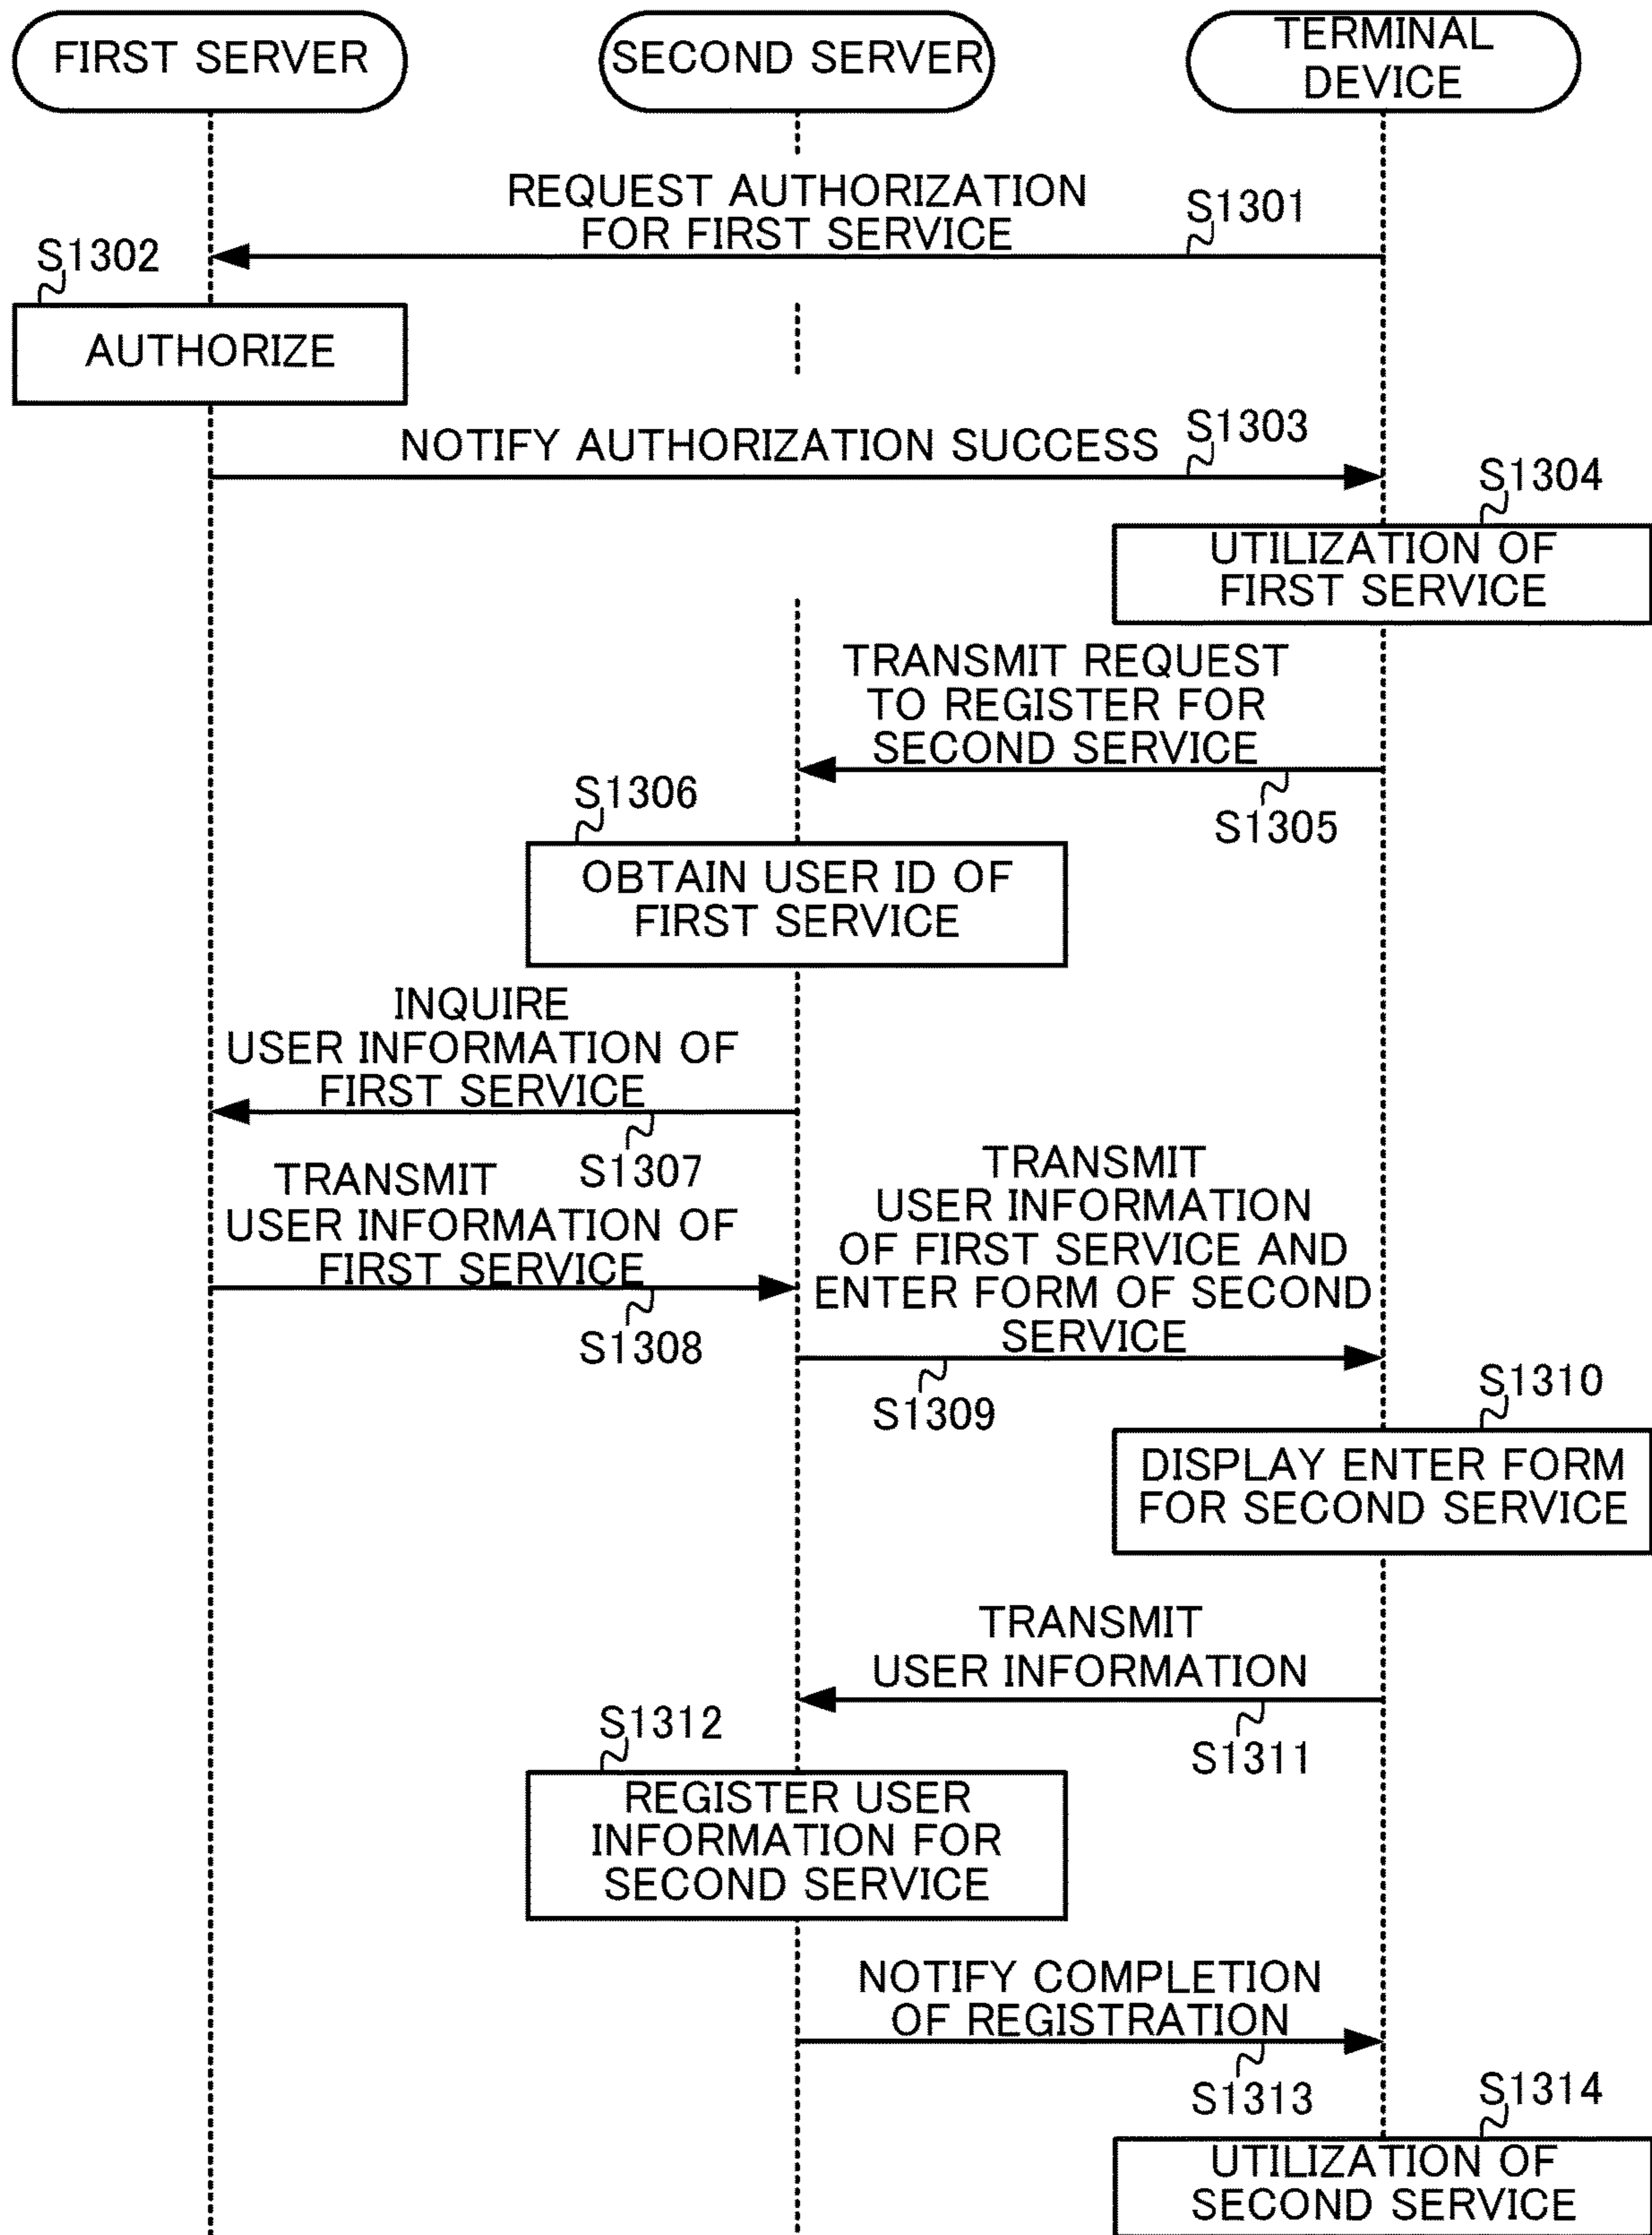 FIRST SERVER
SECOND SERVER
TERMINAL
DEVICE
REQUEST AUTHORIZATION
FOR FIRST SERVICE
S1301
S1302
AUTHORIZE
NOTIFY AUTHORIZATION SUCCESS
S1303
S1304
UTILIZATION OF
FIRST SERVICE
TRANSMIT REQUEST
TO REGISTER FOR
SECOND SERVICE
S1305
S1306
OBTAIN USER ID OF
FIRST SERVICE
INQUIRE
USER INFORMATION OF
FIRST SERVICE
S1307
TRANSMIT
USER INFORMATION OF
FIRST SERVICE
S1308
TRANSMIT
USER INFORMATION
OF FIRST SERVICE AND
ENTER FORM OF SECOND
SERVICE
S1309
S1310
DISPLAY ENTER FORM
FOR SECOND SERVICE
TRANSMIT
USER INFORMATION
S1311
S1312
REGISTER USER
INFORMATION FOR
SECOND SERVICE
NOTIFY COMPLETION
OF REGISTRATION
S1313
S1314
UTILIZATION OF
SECOND SERVICE